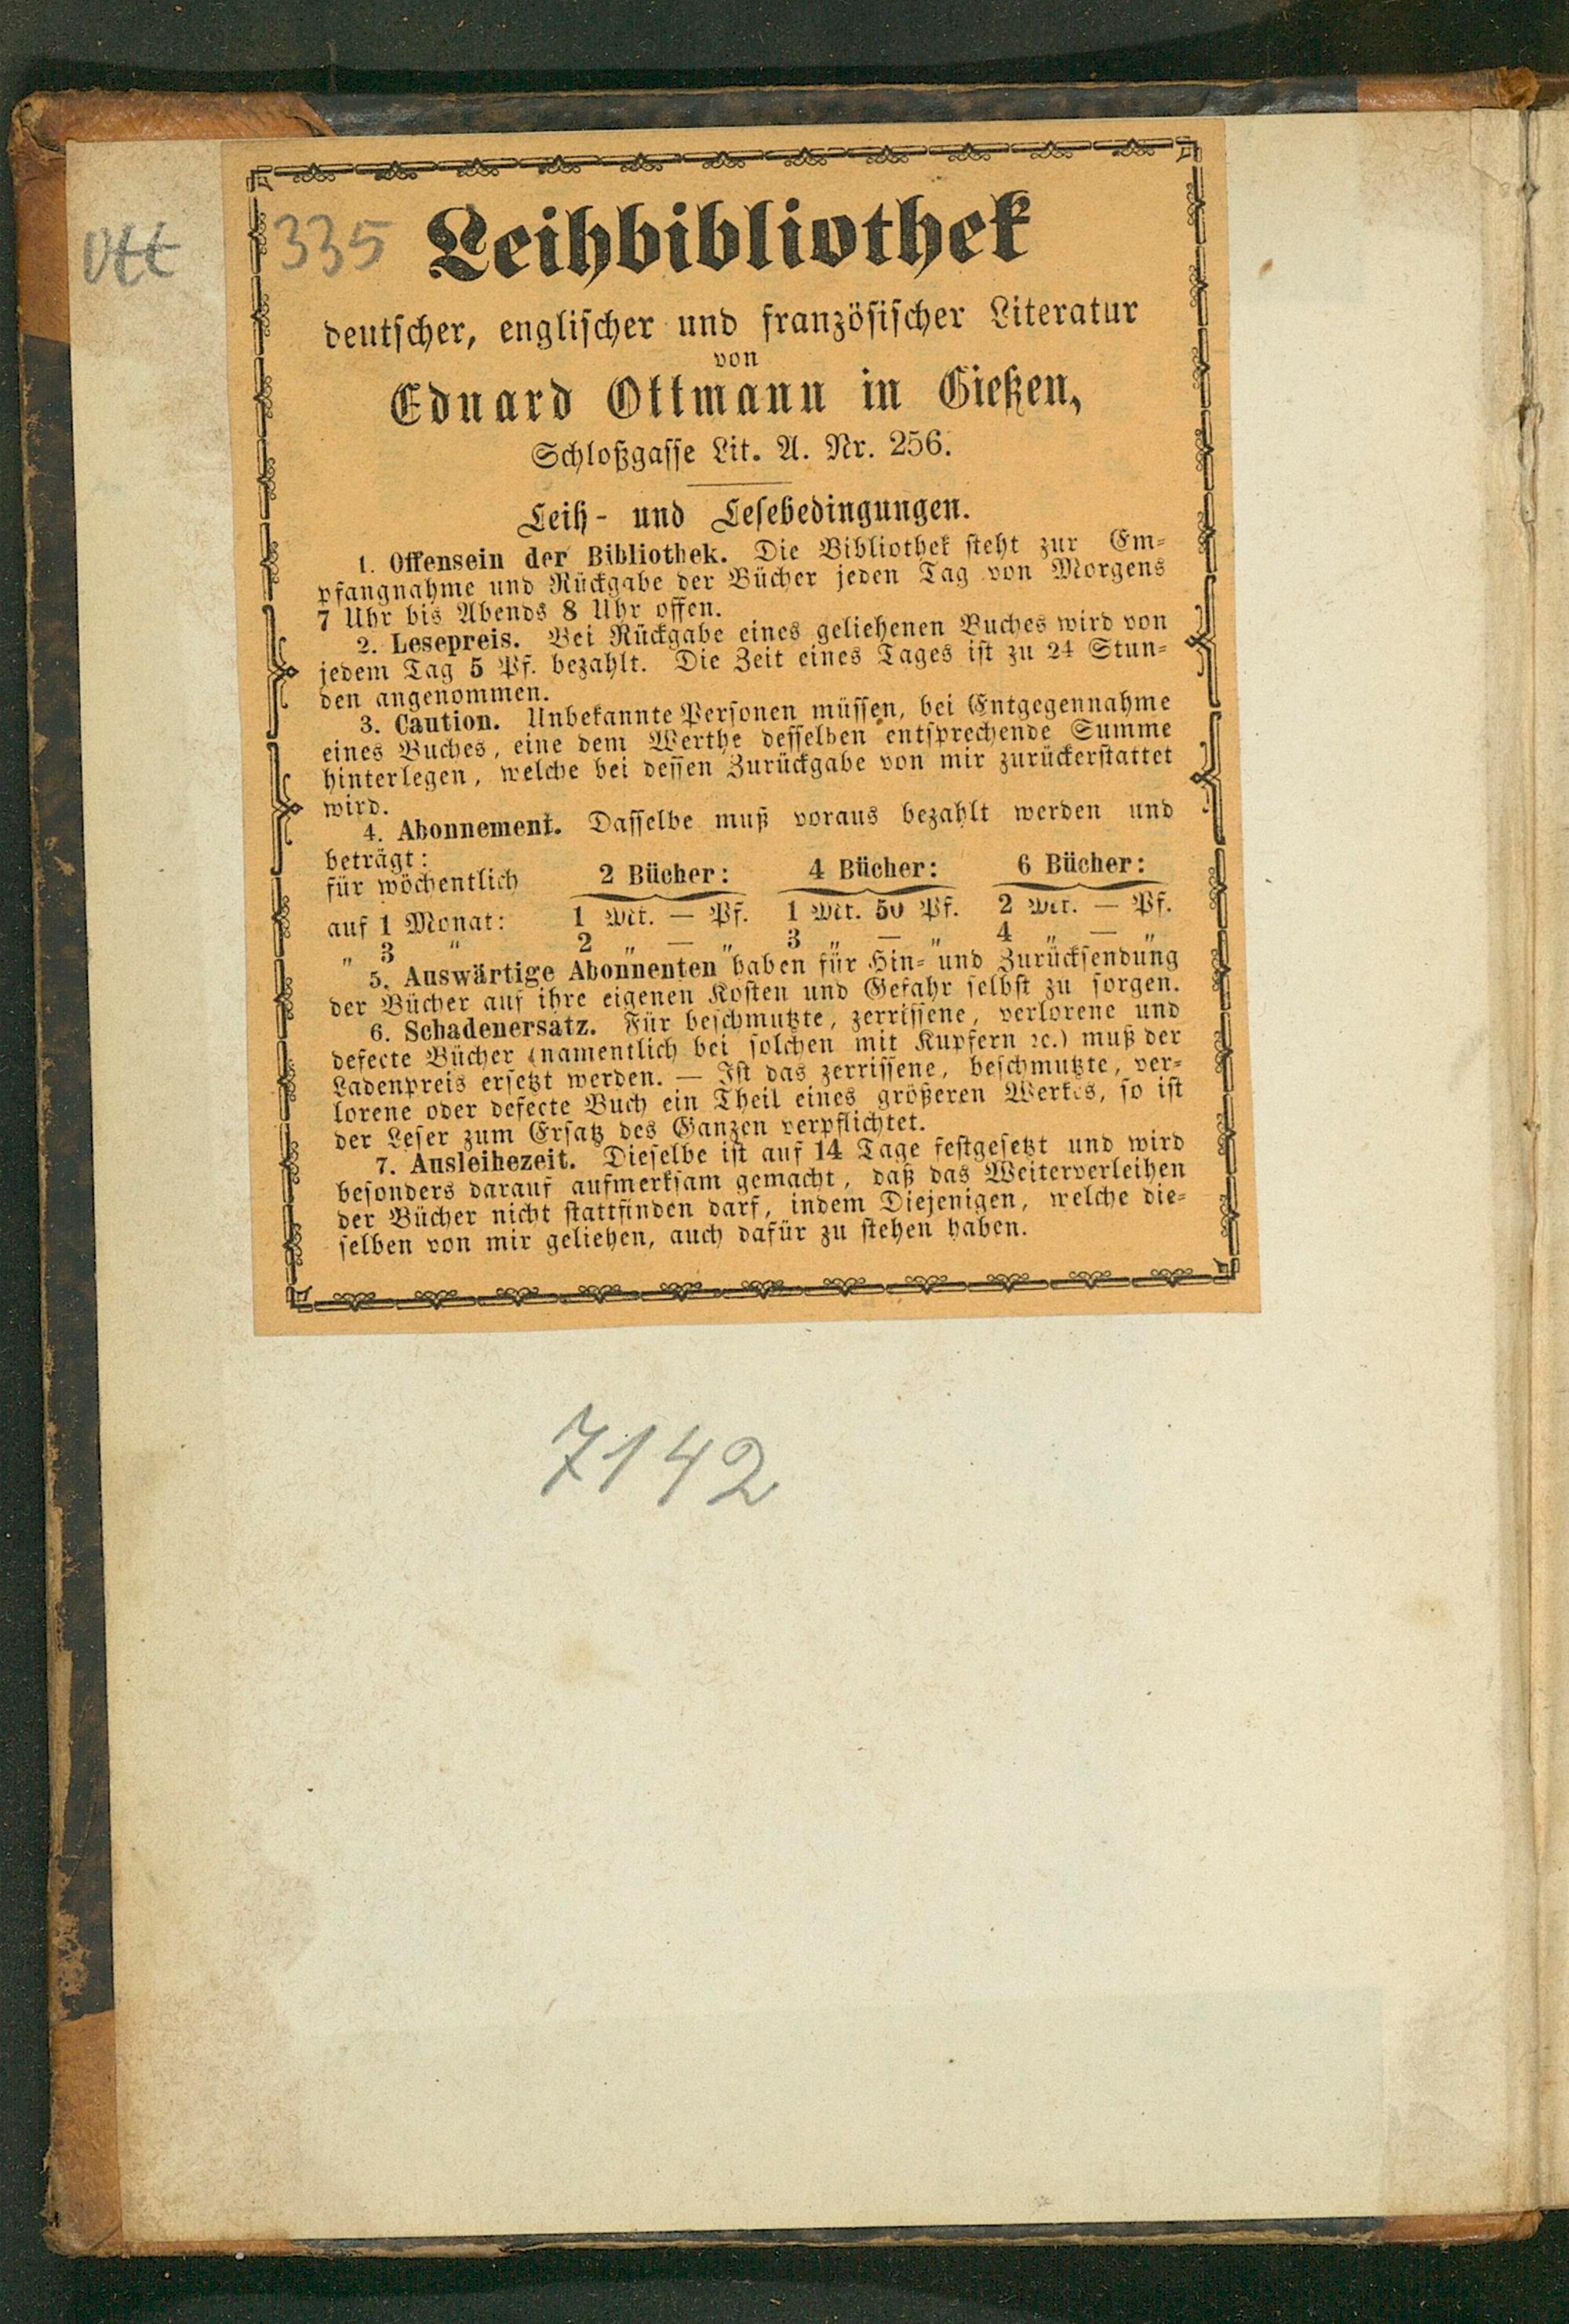 Ott
335
Leihbibliothek
deutscher, englischer und französischer Literatur
von
Eduard Ottmann in Gießen,
Schloßgasse Lit. A. Nr. 256.
Leih- und Lesebedingungen.
1. Offensein der Bibliothek. Die Bibliothek steht zur Em-
pfangnahme und Rückgabe der Bücher jeden Tag von Morgens
7 Uhr bis Abends 8 Uhr offen.
2. Lesepreis. Bei Rückgabe eines geliehenen Buches wird von
jedem Tag 5 Pf. bezahlt. Die Zeit eines Tages ist zu 24 Stun-
den angenommen.
3. Caution. Unbekannte Personen müssen, bei Entgegennahme
eines Buches, eine dem Werthe desselben entsprechende Summe
hinterlegen, welche bei dessen Zurückgabe von mir zurückerstattet
wird.
4. Abonnement. Dasselbe muß voraus bezahlt werden und
beträgt:
für wöchentlich 2 Bücher: 4 Bücher: 6 Bücher:
auf 1 Monat: 1 Mk. — Pf. 1 Mk. 50 Pf. 2 Mk. — Pf.
„ 3 „ 2 „ — „ 3 „ — „ 4 „ — „
5. Auswärtige Abonnenten haben für Hin- und Zurücksendung
der Bücher auf ihre eigenen Kosten und Gefahr selbst zu sorgen.
6. Schadenersatz. Für beschmutzte, zerrissene, verlorene und
defecte Bücher (namentlich bei solchen mit Kupfern ꝛc.) muß der
Ladenpreis ersetzt werden. — Ist das zerrissene, beschmutzte, ver-
lorene oder defecte Buch ein Theil eines größeren Werkes, so ist
der Leser zum Ersatz des Ganzen verpflichtet.
7. Ausleihezeit. Dieselbe ist auf 14 Tage festgesetzt und wird
besonders darauf aufmerksam gemacht, daß das Weiterverleihen
der Bücher nicht stattfinden darf, indem Diejenigen, welche die-
selben von mir geliehen, auch dafür zu stehen haben.
7142